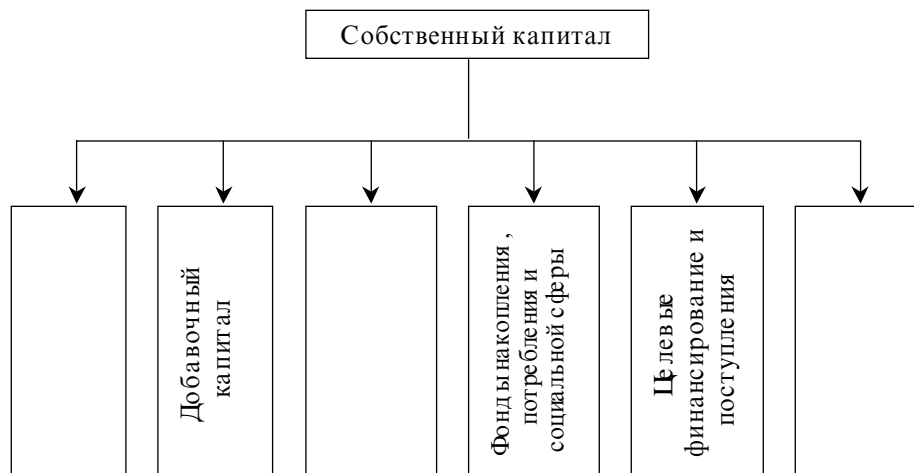 Собственный капитал
Добавочный
капитал
Фонды накопления,
потребления и
социальной сферы
Целевые
финансирование и
поступления